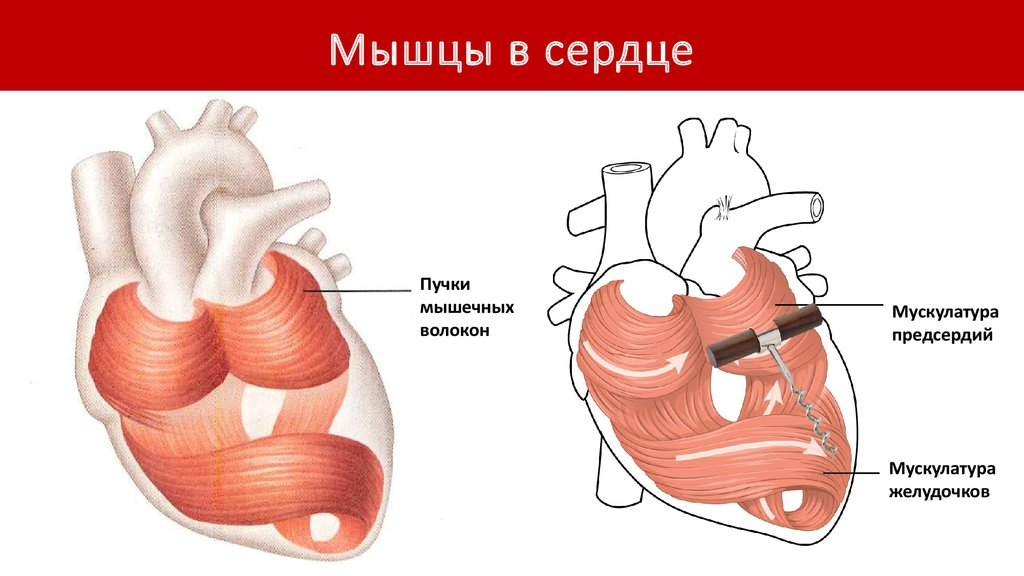 Мышцы в сердце
Пучки
мышечных
волокон
Мускулатура
предсердий
Мускулатура
желудочков